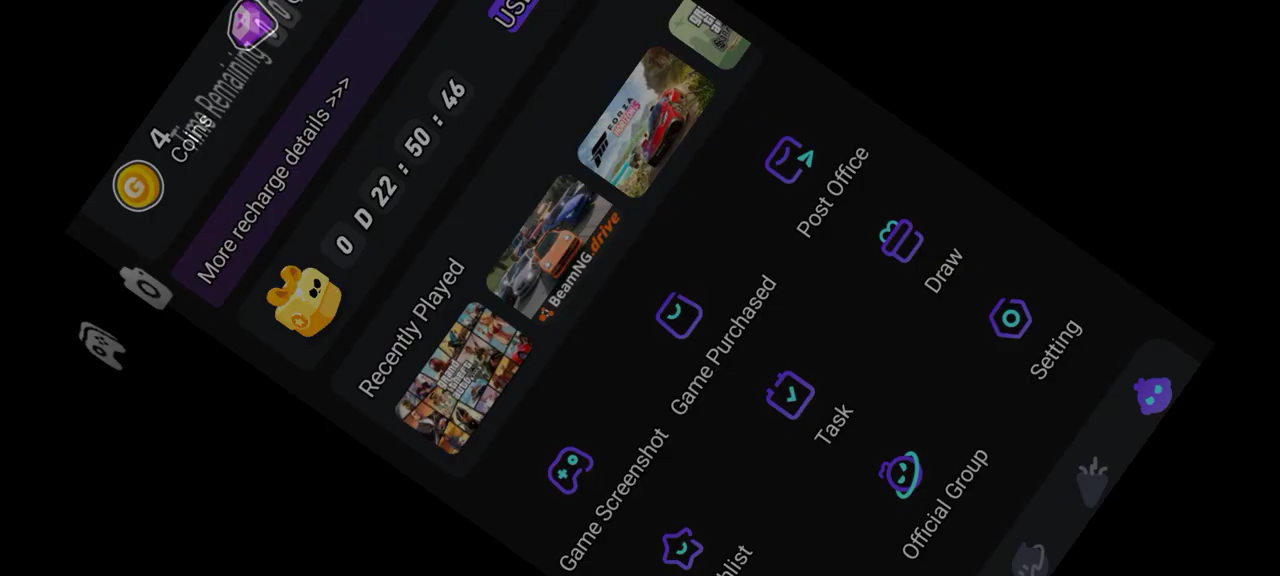 4
Coins
Time Remaining
More recharge details >>>
0 D 22 : 50 : 46
Recently Played
FORZA
BeamNG.drive
Post Office
Draw
Setting
Game Purchased
Task
Official Group
Game Screenshot